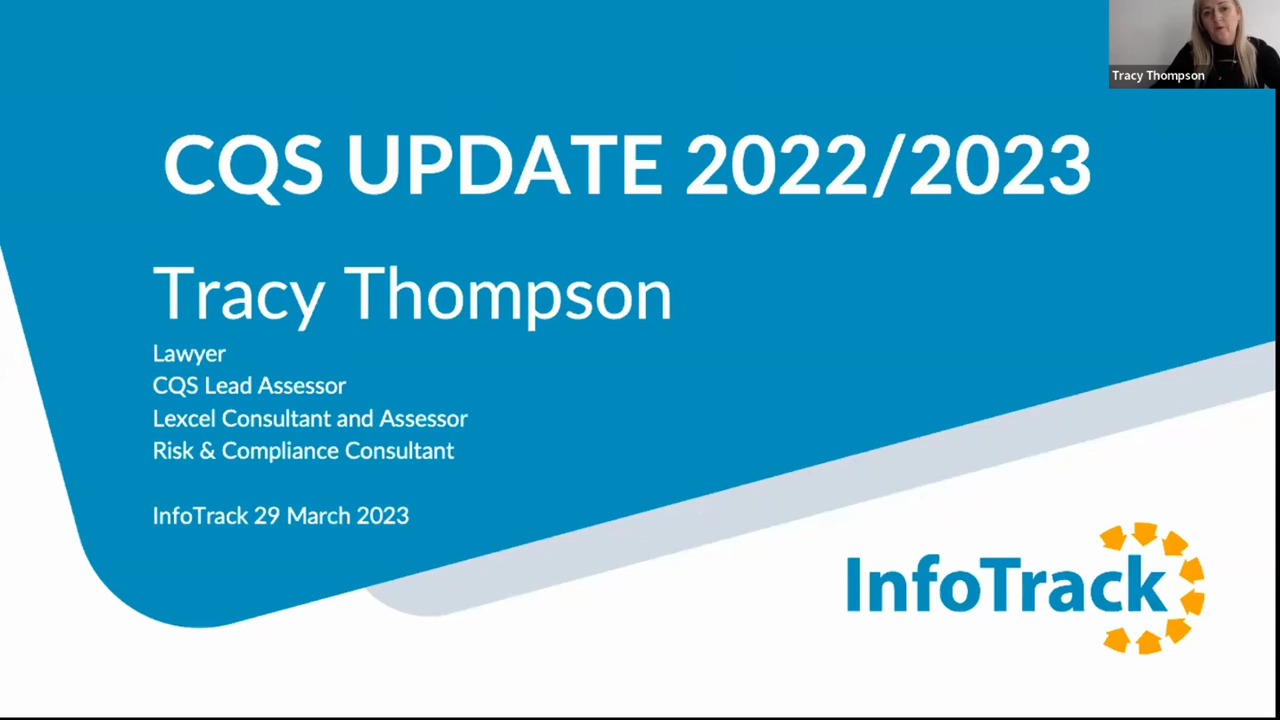 Tracy Thompson
CQS UPDATE 2022/2023
Tracy Thompson
Lawyer
CQS Lead Assessor
Lexcel Consultant and Assessor
Risk & Compliance Consultant
InfoTrack 29 March 2023
InfoTrack